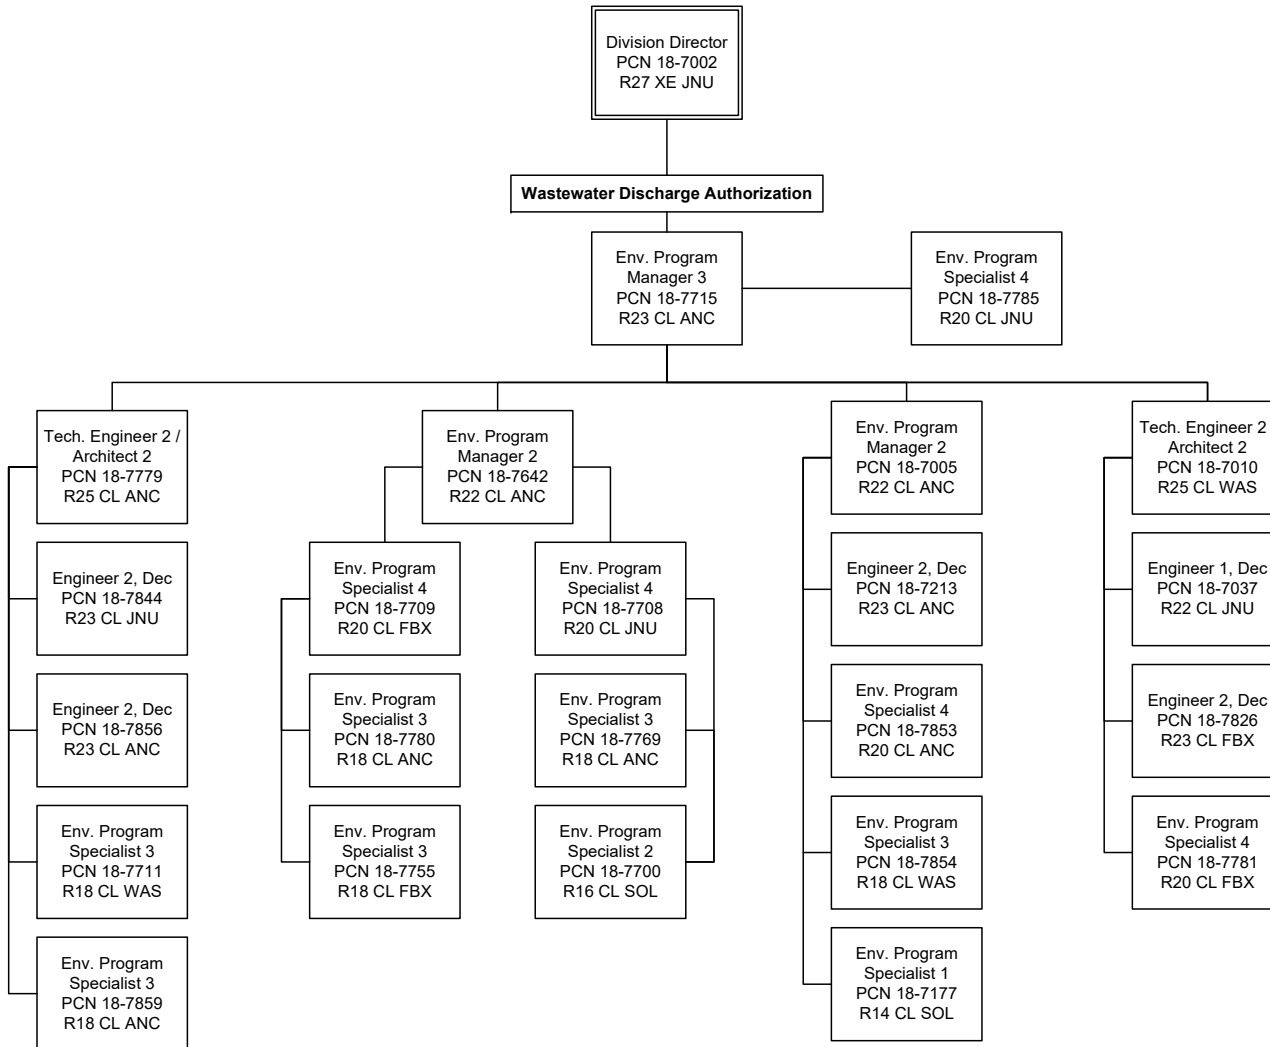 Division Director
PCN 18-7002
R27 XE JNU
Wastewater Discharge Authorization
Env. Program
Manager 3
PCN 18-7715
R23 CL ANC
Env. Program
Specialist 4
PCN 18-7785
R20 CL JNU
Tech. Engineer 2 /
Architect 2
PCN 18-7779
R25 CL ANC
Engineer 2, Dec
PCN 18-7844
R23 CL JNU
Engineer 2, Dec
PCN 18-7856
R23 CL ANC
Env. Program
Specialist 3
PCN 18-7711
R18 CL WAS
Env. Program
Specialist 3
PCN 18-7859
R18 CL ANC
Env. Program
Manager 2
PCN 18-7642
R22 CL ANC
Env. Program
Specialist 4
PCN 18-7709
R20 CL FBX
Env. Program
Specialist 3
PCN 18-7780
R18 CL ANC
Env. Program
Specialist 3
PCN 18-7755
R18 CL FBX
Env. Program
Specialist 4
PCN 18-7708
R20 CL JNU
Env. Program
Specialist 3
PCN 18-7769
R18 CL ANC
Env. Program
Specialist 2
PCN 18-7700
R16 CL SOL
Env. Program
Manager 2
PCN 18-7005
R22 CL ANC
Engineer 2, Dec
PCN 18-7213
R23 CL ANC
Env. Program
Specialist 4
PCN 18-7853
R20 CL ANC
Env. Program
Specialist 3
PCN 18-7854
R18 CL WAS
Env. Program
Specialist 1
PCN 18-7177
R14 CL SOL
Tech. Engineer 2
Architect 2
PCN 18-7010
R25 CL WAS
Engineer 1, Dec
PCN 18-7037
R22 CL JNU
Engineer 2, Dec
PCN 18-7826
R23 CL FBX
Env. Program
Specialist 4
PCN 18-7781
R20 CL FBX